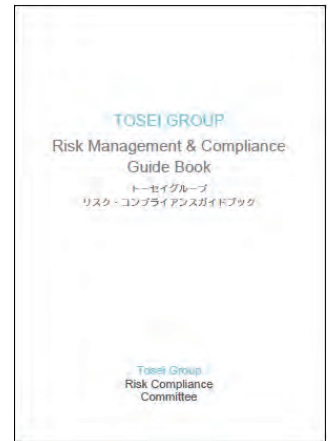 TOSEI GROUP
Risk Management & Compliance
Guide Book
トーセイグループ
リスク・コンプライアンスガイドブック
Tosei Group
Risk Compliance
Committee